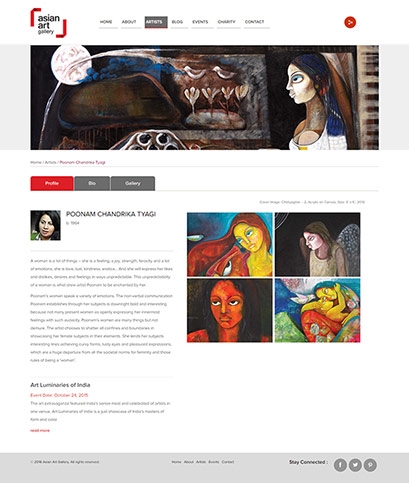 asian
art
gallery
HOME ABOUT ARTISTS BLOG EVENTS CHARITY CONTACT
Home / Artists / Poonam Chandrika Tyagi
Profile Bio Gallery
POONAM CHANDRIKA TYAGI
b. 1964
A woman is a lot of things – she is a feeling, a joy, strength, ferocity and a lot
of emotions, she is love, lust, kindness, erotica... And she will express her likes
and dislikes, desires and feelings in ways unpredictable. This unpredictability
of a women is what drew artist Poonam to be enchanted by her.
Poonam's women speak a variety of emotions. The non-verbal communication
Poonam establishes through her subjects is downright bold and interesting
because not many present women as openly expressing their innermost
feelings with such audacity. Poonam's women are many things but not
demure. The artist chooses to shatter all confines and boundaries in
showcasing her female subjects in their elements. She lends her subjects
interesting lines achieving curvy forms, rusty eyes and pleasured expressions,
which are a huge departure from all the societal norms for feminity and those
rules of being a 'woman'.
Art Luminaries of India
Event Date: October 24, 2015
The art extravaganza featured India's senior-most and celebrated of artists in
one venue. Art Luminaries of India is a just showcase of India's masters of
form and color.
read more
© 2016 Asian Art Gallery. All rights reserved
Home About Artists Events Contact
Stay Connected :